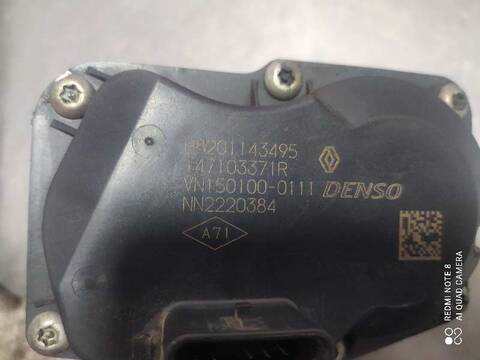 H8201143495
147103371R
VN150100-0111 DENSO
NN2220384
A71
REDMI NOTE 8
AI QUAD CAMERA